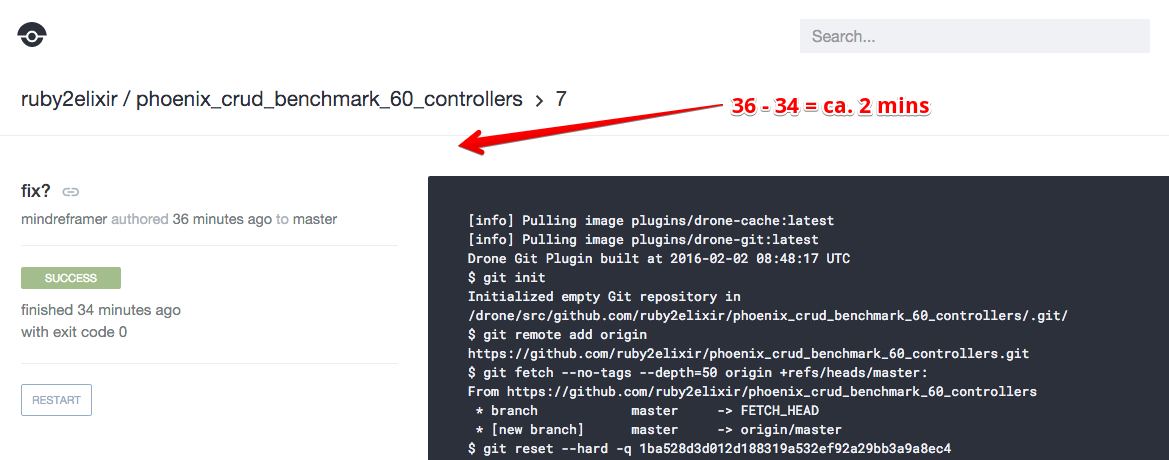 Search...
ruby2elixir / phoenix_crud_benchmark_60_controllers > 7
36 - 34 = ca. 2 mins
fix?
mindreframer authored 36 minutes ago to master
SUCCESS
finished 34 minutes ago
with exit code 0
RESTART
[info] Pulling image plugins/drone-cache:latest
[info] Pulling image plugins/drone-git:latest
Drone Git Plugin built at 2016-02-02 08:48:17 UTC
$ git init
Initialized empty Git repository in
/drone/src/github.com/ruby2elixir/phoenix_crud_benchmark_60_controllers/.git/
$ git remote add origin
https://github.com/ruby2elixir/phoenix_crud_benchmark_60_controllers.git
$ git fetch --no-tags --depth=50 origin +refs/heads/master:
From https://github.com/ruby2elixir/phoenix_crud_benchmark_60_controllers
 * branch            master     -> FETCH_HEAD
 * [new branch]      master     -> origin/master
$ git reset --hard -q 1ba528d3d012d188319a532ef92a29bb3a9a8ec4